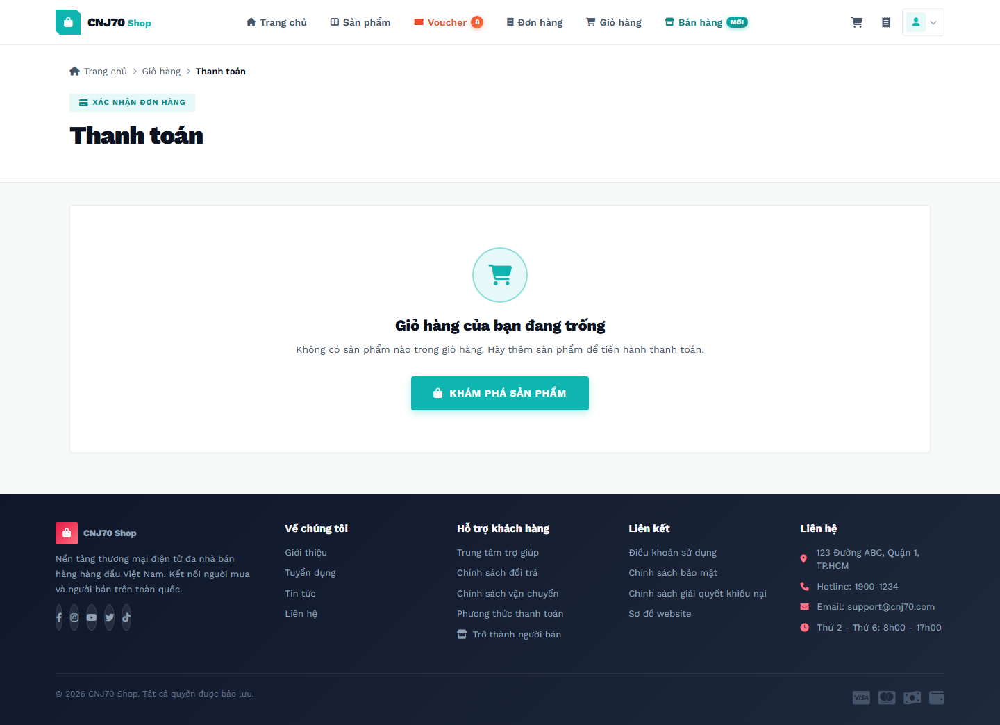 CNJ70 Shop
Trang chủ
Sản phẩm
Voucher 8
Đơn hàng
Giỏ hàng
Bán hàng MỚI
Trang chủ > Giỏ hàng > Thanh toán
XÁC NHẬN ĐƠN HÀNG
Thanh toán
Giỏ hàng của bạn đang trống
Không có sản phẩm nào trong giỏ hàng. Hãy thêm sản phẩm để tiến hành thanh toán.
KHÁM PHÁ SẢN PHẨM
CNJ70 Shop
Nền tảng thương mại điện tử đa nhà bán
hàng hàng đầu Việt Nam. Kết nối người mua
và người bán trên toàn quốc.
Về chúng tôi
Giới thiệu
Tuyển dụng
Tin tức
Liên hệ
Hỗ trợ khách hàng
Trung tâm trợ giúp
Chính sách đổi trả
Chính sách vận chuyển
Phương thức thanh toán
Trở thành người bán
Liên kết
Điều khoản sử dụng
Chính sách bảo mật
Chính sách giải quyết khiếu nại
Sơ đồ website
Liên hệ
123 Đường ABC, Quận 1,
TP.HCM
Hotline: 1900-1234
Email: support@cnj70.com
Thứ 2 - Thứ 6: 8h00 - 17h00
© 2026 CNJ70 Shop. Tất cả quyền được bảo lưu.
VISA